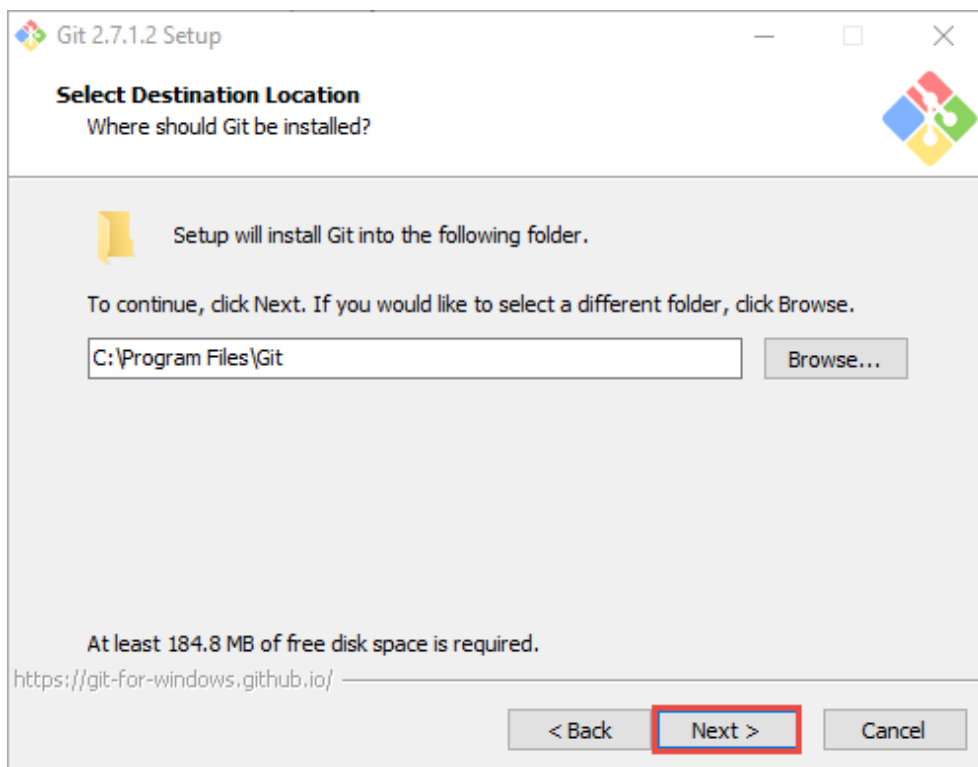 Git 2.7.1.2 Setup
Select Destination Location
Where should Git be installed?
Setup will install Git into the following folder.
To continue, click Next. If you would like to select a different folder, click Browse.
C:\Program Files\Git
Browse...
At least 184.8 MB of free disk space is required.
https://git-for-windows.github.io/
< Back
Next >
Cancel